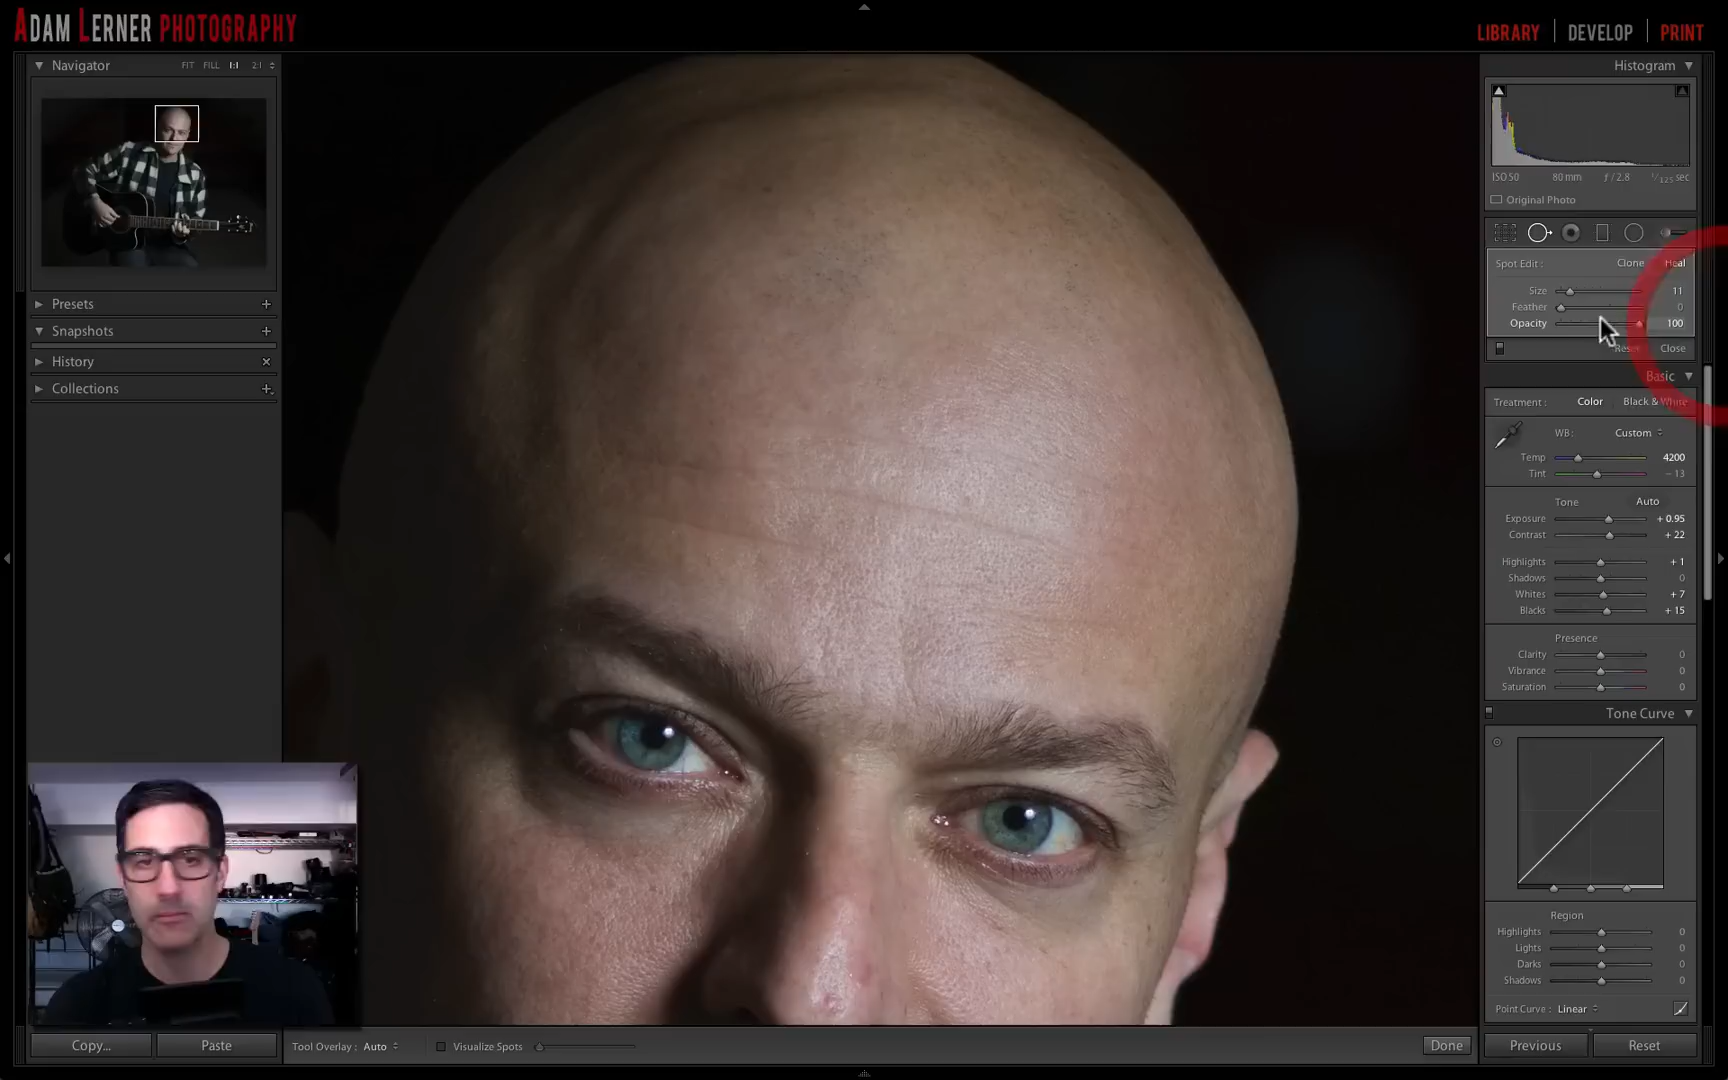 ADAM LERNER PHOTOGRAPHY
LIBRARY DEVELOP PRINT
Navigator FIT FILL 1:1 2:1
Presets
Snapshots
History
Collections
Copy... Paste
Tool Overlay: Auto Visualize Spots Done
Histogram
ISO 50 80 mm ƒ / 2.8 1/125 sec
Original Photo
Spot Edit: Clone Heal
Size 11
Feather 0
Opacity 100
Reset Close
Basic
Treatment: Color Black & White
WB: Custom
Temp 4200
Tint - 13
Tone Auto
Exposure + 0.95
Contrast + 22
Highlights + 1
Shadows 0
Whites + 7
Blacks + 15
Presence
Clarity 0
Vibrance 0
Saturation 0
Tone Curve
Region
Highlights 0
Lights 0
Darks 0
Shadows 0
Point Curve: Linear
Previous Reset